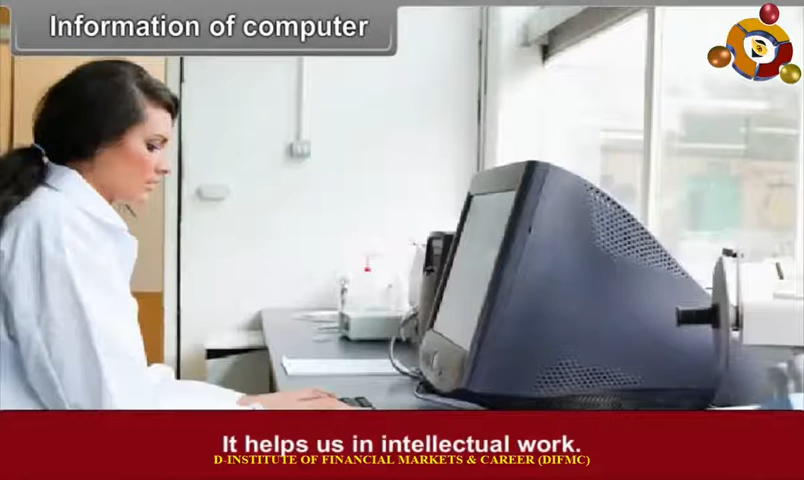 Information of computer
It helps us in intellectual work.
D-INSTITUTE OF FINANCIAL MARKETS & CAREER (DIFMC)